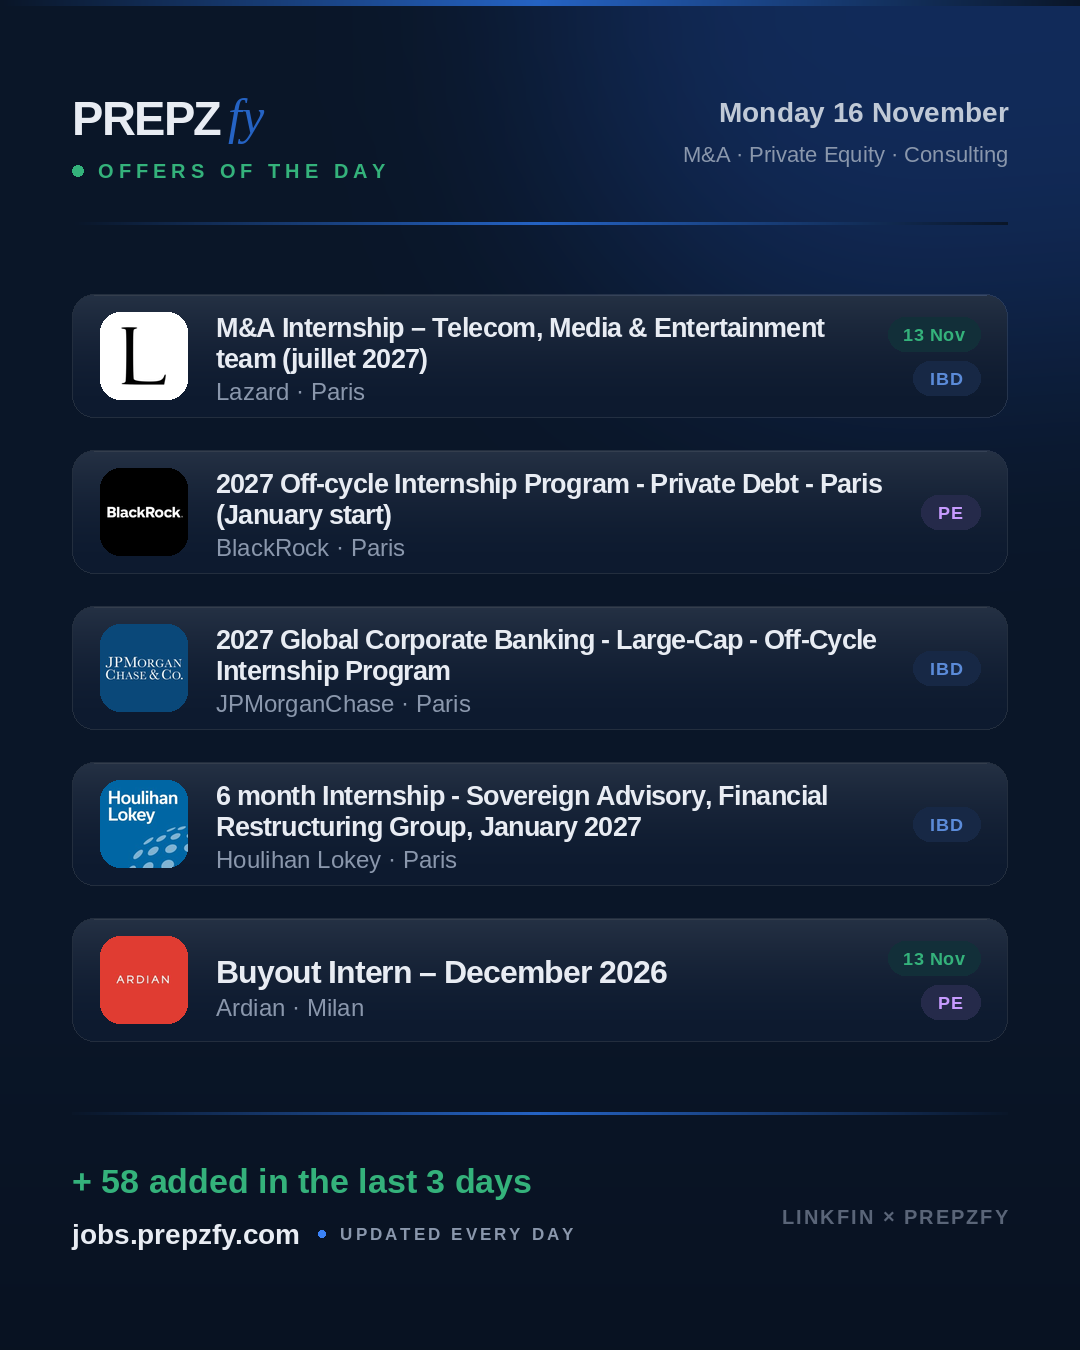 PREPZ fy
Monday 16 November
OFFERS OF THE DAY
M&A · Private Equity · Consulting
L
M&A Internship – Telecom, Media & Entertainment
team (juillet 2027)
Lazard · Paris
13 Nov
IBD
BlackRock.
2027 Off-cycle Internship Program - Private Debt - Paris
(January start)
BlackRock · Paris
PE
JPMORGAN
CHASE & CO.
2027 Global Corporate Banking - Large-Cap - Off-Cycle
Internship Program
JPMorganChase · Paris
IBD
Houlihan
Lokey
6 month Internship - Sovereign Advisory, Financial
Restructuring Group, January 2027
Houlihan Lokey · Paris
IBD
ARDIAN
Buyout Intern – December 2026
Ardian · Milan
13 Nov
PE
+ 58 added in the last 3 days
jobs.prepzfy.com • UPDATED EVERY DAY
LINKFIN × PREPZFY